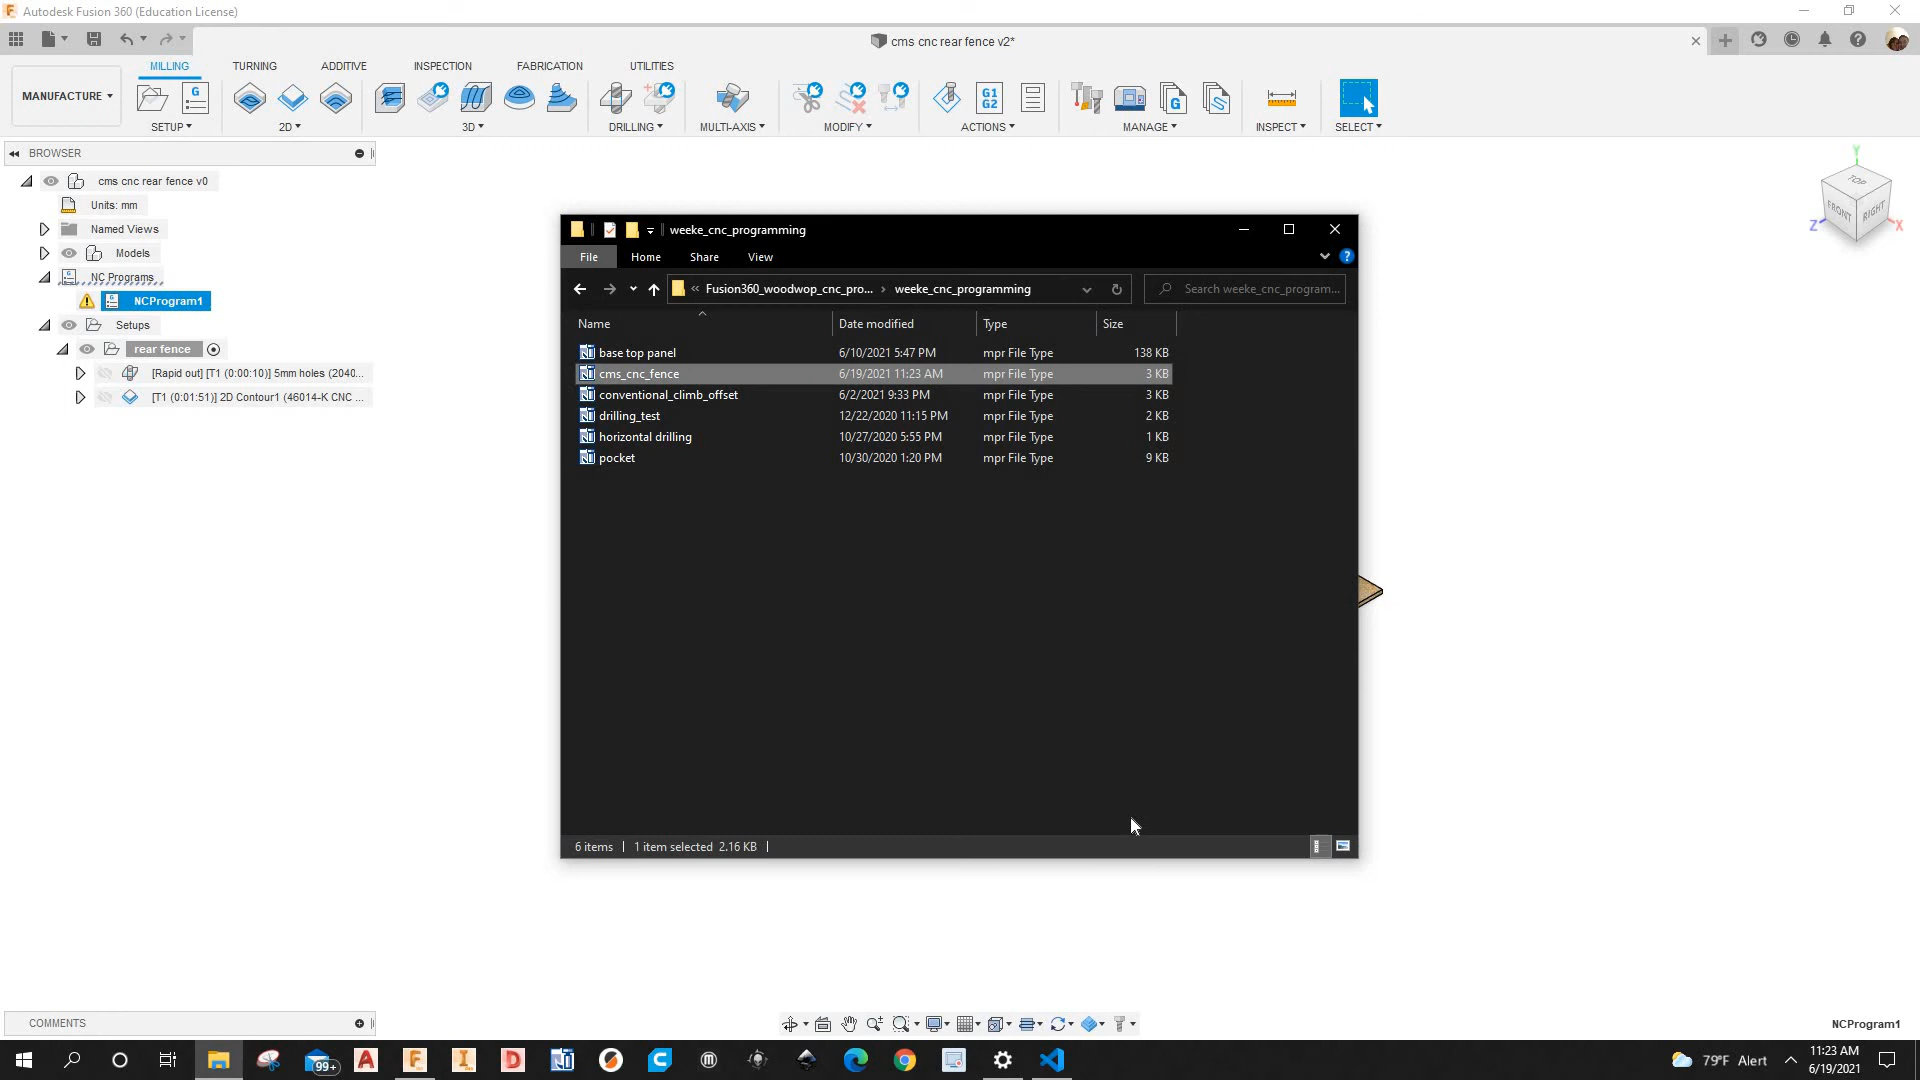 Autodesk Fusion 360 (Education License)
cms cnc rear fence v2*
MANUFACTURE
MILLING
TURNING
ADDITIVE
INSPECTION
FABRICATION
UTILITIES
SETUP
2D
3D
DRILLING
MULTI-AXIS
MODIFY
G1
G2
ACTIONS
MANAGE
INSPECT
SELECT
BROWSER
cms cnc rear fence v0
Units: mm
Named Views
Models
NC Programs
NCProgram1
Setups
rear fence
[Rapid out] [T1 (0:00:10)] 5mm holes (2040...
[T1 (0:01:51)] 2D Contour1 (46014-K CNC ...
Y
TOP
FRONT
RIGHT
Z
X
weeke_cnc_programming
File
Home
Share
View
« Fusion360_woodwop_cnc_pro... › weeke_cnc_programming
Search weeke_cnc_program...
Name
Date modified
Type
Size
base top panel 6/10/2021 5:47 PM mpr File Type 138 KB
cms_cnc_fence 6/19/2021 11:23 AM mpr File Type 3 KB
conventional_climb_offset 6/2/2021 9:33 PM mpr File Type 3 KB
drilling_test 12/22/2020 11:15 PM mpr File Type 2 KB
horizontal drilling 10/27/2020 5:55 PM mpr File Type 1 KB
pocket 10/30/2020 1:20 PM mpr File Type 9 KB
6 items
1 item selected 2.16 KB
COMMENTS
NCProgram1
99+
79°F Alert
11:23 AM
6/19/2021